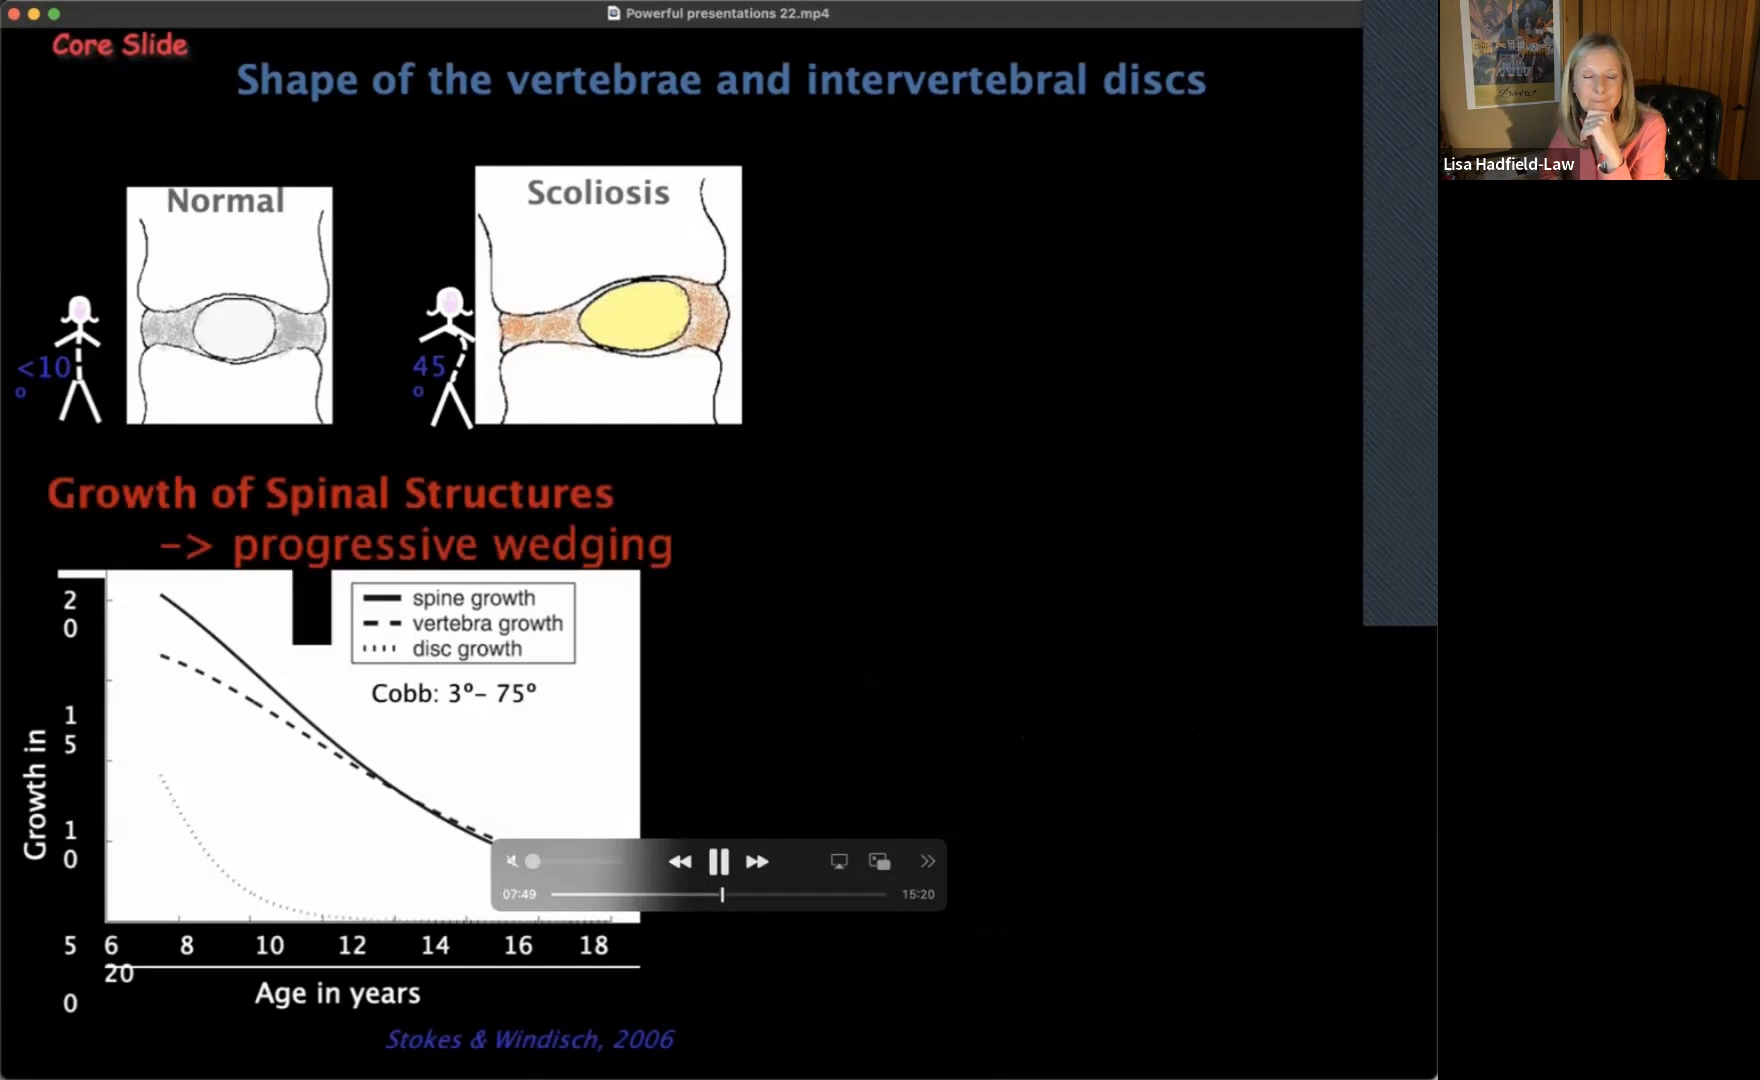 Powerful presentations 22.mp4
Core Slide
Shape of the vertebrae and intervertebral discs
Lisa Hadfield-Law
Normal
Scoliosis
<10
º
45
º
Growth of Spinal Structures
-> progressive wedging
2
0
1
5
1
0
5
0
Growth in
spine growth
vertebra growth
disc growth
Cobb: 3º– 75º
07:49
15:20
6 8 10 12 14 16 18
20
Age in years
Stokes & Windisch, 2006